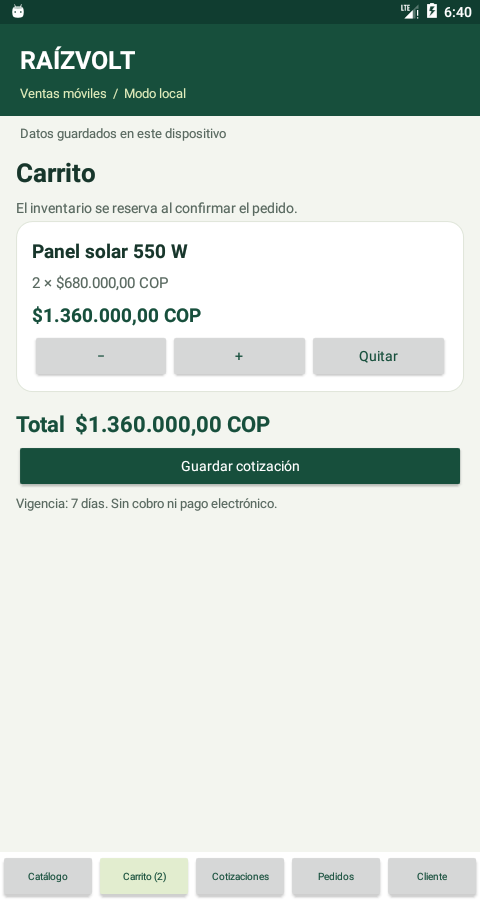 LTE 6:40
RAÍZVOLT
Ventas móviles / Modo local
Datos guardados en este dispositivo
Carrito
El inventario se reserva al confirmar el pedido.
Panel solar 550 W
2 × $680.000,00 COP
$1.360.000,00 COP
− + Quitar
Total $1.360.000,00 COP
Guardar cotización
Vigencia: 7 días. Sin cobro ni pago electrónico.
Catálogo Carrito (2) Cotizaciones Pedidos Cliente